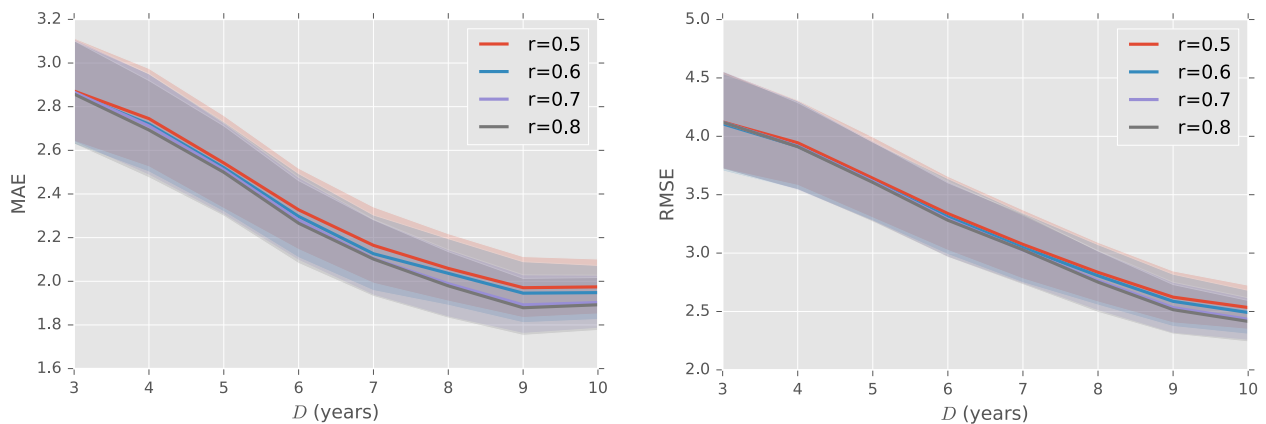 3.2
3.0
2.8
2.6
2.4
2.2
2.0
1.8
1.6
MAE
3 4 5 6 7 8 9 10
D (years)
r=0.5
r=0.6
r=0.7
r=0.8
5.0
4.5
4.0
3.5
3.0
2.5
2.0
RMSE
3 4 5 6 7 8 9 10
D (years)
r=0.5
r=0.6
r=0.7
r=0.8